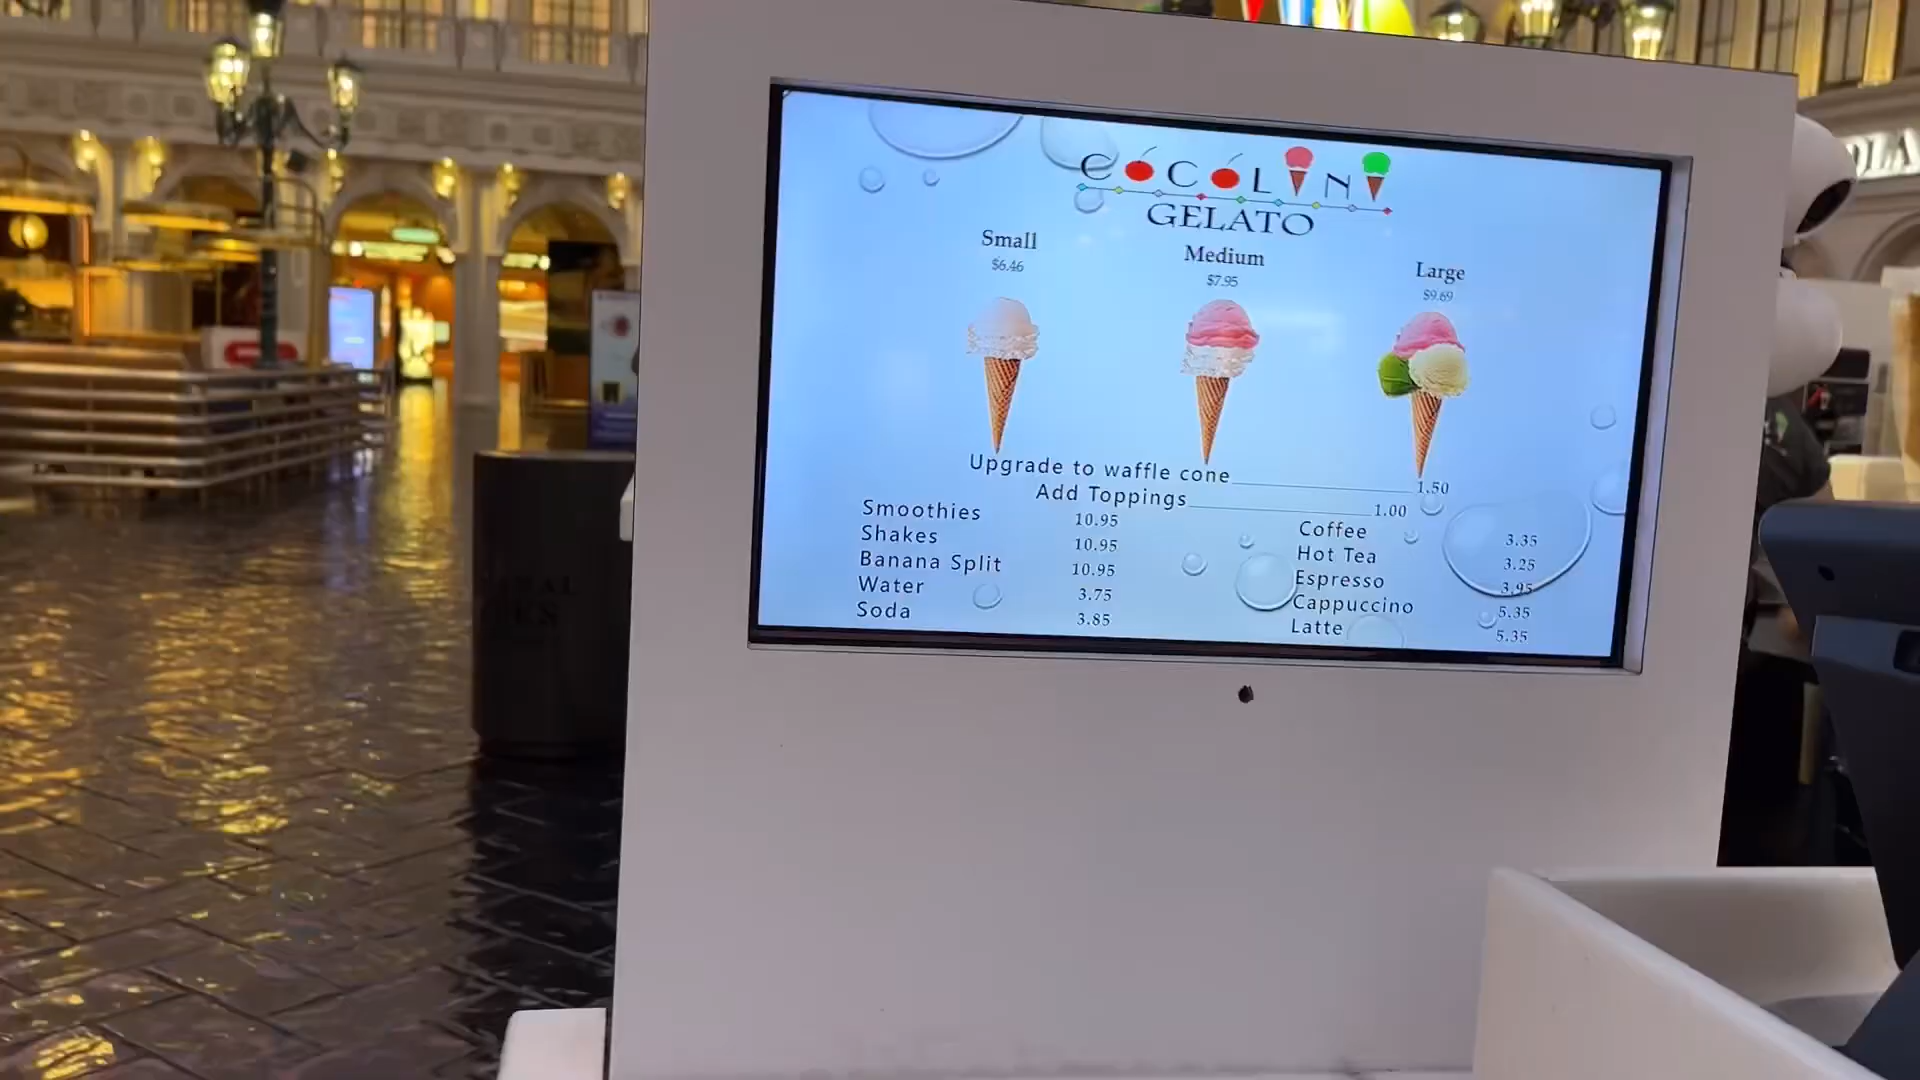 COCOLINI
GELATO
Small
$6.46
Medium
$7.95
Large
$9.69
Upgrade to waffle cone 1.50
Add Toppings 1.00
Smoothies 10.95
Shakes 10.95
Banana Split 10.95
Water 3.75
Soda 3.85
Coffee 3.35
Hot Tea 3.25
Espresso 3.95
Cappuccino 5.35
Latte 5.35